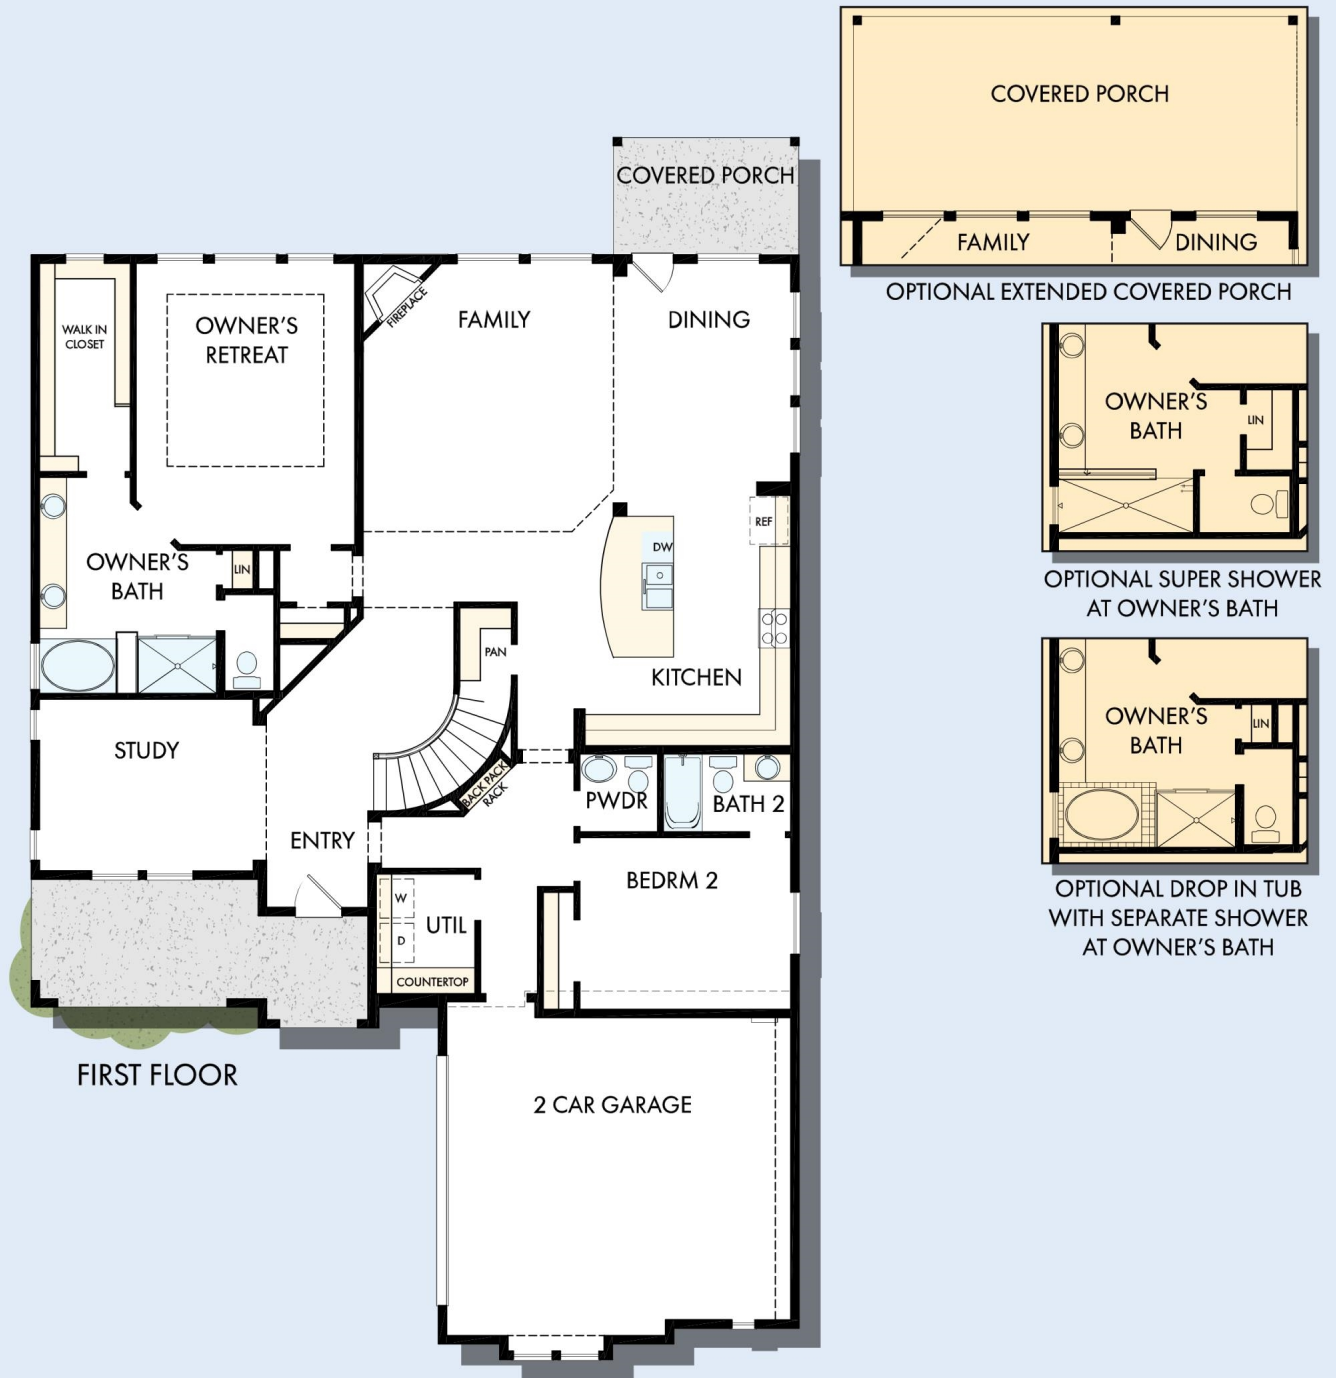 COVERED PORCH
FAMILY
DINING
OPTIONAL EXTENDED COVERED PORCH
COVERED PORCH
WALK IN
CLOSET
OWNER'S
RETREAT
FIREPLACE
FAMILY
DINING
REF
DW
OWNER'S
BATH
LIN
PAN
KITCHEN
STUDY
BACK PACK
RACK
PWDR
BATH 2
ENTRY
BEDRM 2
W
D
UTIL
COUNTERTOP
FIRST FLOOR
2 CAR GARAGE
OWNER'S
BATH
LIN
OPTIONAL SUPER SHOWER
AT OWNER'S BATH
OWNER'S
BATH
LIN
OPTIONAL DROP IN TUB
WITH SEPARATE SHOWER
AT OWNER'S BATH